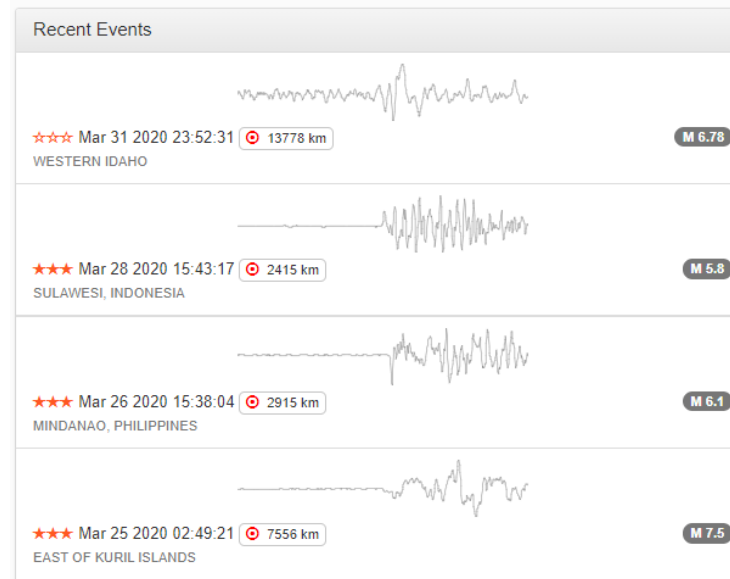 Recent Events
☆☆☆ Mar 31 2020 23:52:31 13778 km M 6.78
WESTERN IDAHO
★★★ Mar 28 2020 15:43:17 2415 km M 5.8
SULAWESI, INDONESIA
★★★ Mar 26 2020 15:38:04 2915 km M 6.1
MINDANAO, PHILIPPINES
★★★ Mar 25 2020 02:49:21 7556 km M 7.5
EAST OF KURIL ISLANDS